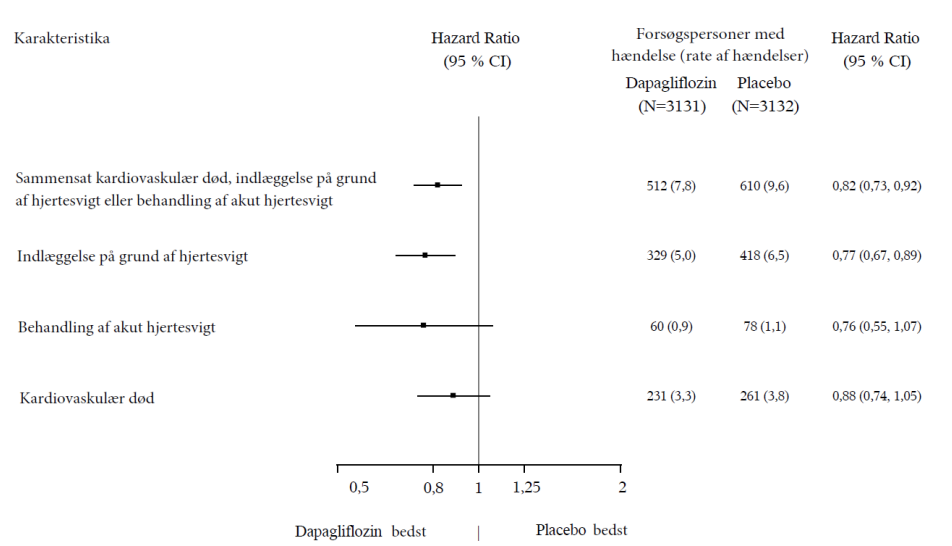 Karakteristika
Hazard Ratio
(95 % CI)
Forsøgspersoner med
hændelse (rate af hændelser)
Dapagliflozin Placebo
(N=3131) (N=3132)
Hazard Ratio
(95 % CI)
Sammensat kardiovaskulær død, indlæggelse på grund
af hjertesvigt eller behandling af akut hjertesvigt
512 (7,8) 610 (9,6) 0,82 (0,73, 0,92)
Indlæggelse på grund af hjertesvigt 329 (5,0) 418 (6,5) 0,77 (0,67, 0,89)
Behandling af akut hjertesvigt 60 (0,9) 78 (1,1) 0,76 (0,55, 1,07)
Kardiovaskulær død 231 (3,3) 261 (3,8) 0,88 (0,74, 1,05)
0,5 0,8 1 1,25 2
Dapagliflozin bedst | Placebo bedst